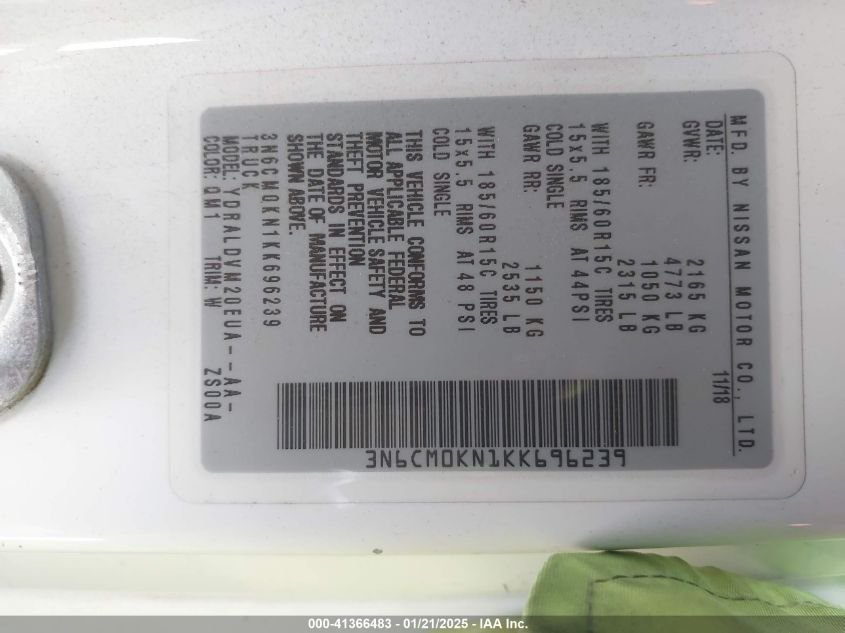 MFD. BY NISSAN MOTOR CO., LTD.
DATE: 11/18
GVWR: 2165 KG
4773 LB
GAWR FR: 1050 KG
2315 LB
WITH 185/60R15C TIRES
15x5.5 RIMS AT 44PSI
COLD SINGLE
GAWR RR: 1150 KG
2535 LB
WITH 185/60R15C TIRES
15x5.5 RIMS AT 48 PSI
COLD SINGLE
THIS VEHICLE CONFORMS TO
ALL APPLICABLE FEDERAL
MOTOR VEHICLE SAFETY AND
THEFT PREVENTION
STANDARDS IN EFFECT ON
THE DATE OF MANUFACTURE
SHOWN ABOVE.
3N6CM0KN1KK696239
TRUCK
MODEL: YDRALDVM20EUA--AA-
COLOR: QM1 TRIM: W ZS00A
3N6CM0KN1KK696239
000-41366483 - 01/21/2025 - IAA Inc.